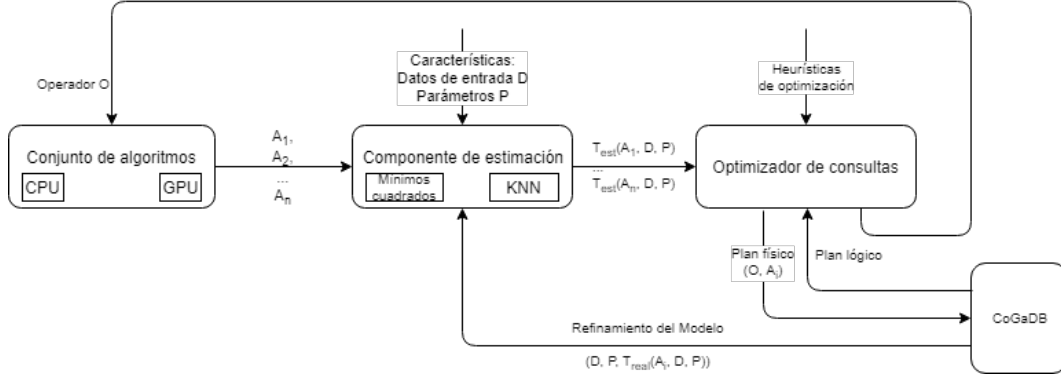 Operador O
Características:
Datos de entrada D
Parámetros P
Heurísticas
de optimización
Conjunto de algoritmos
CPU
GPU
A1,
A2,
...
An
Componente de estimación
Mínimos
cuadrados
KNN
Test(A1, D, P)
...
Test(An, D, P)
Optimizador de consultas
Plan físico
(O, Ai)
Plan lógico
CoGaDB
Refinamiento del Modelo
(D, P, Treal(Ai, D, P))